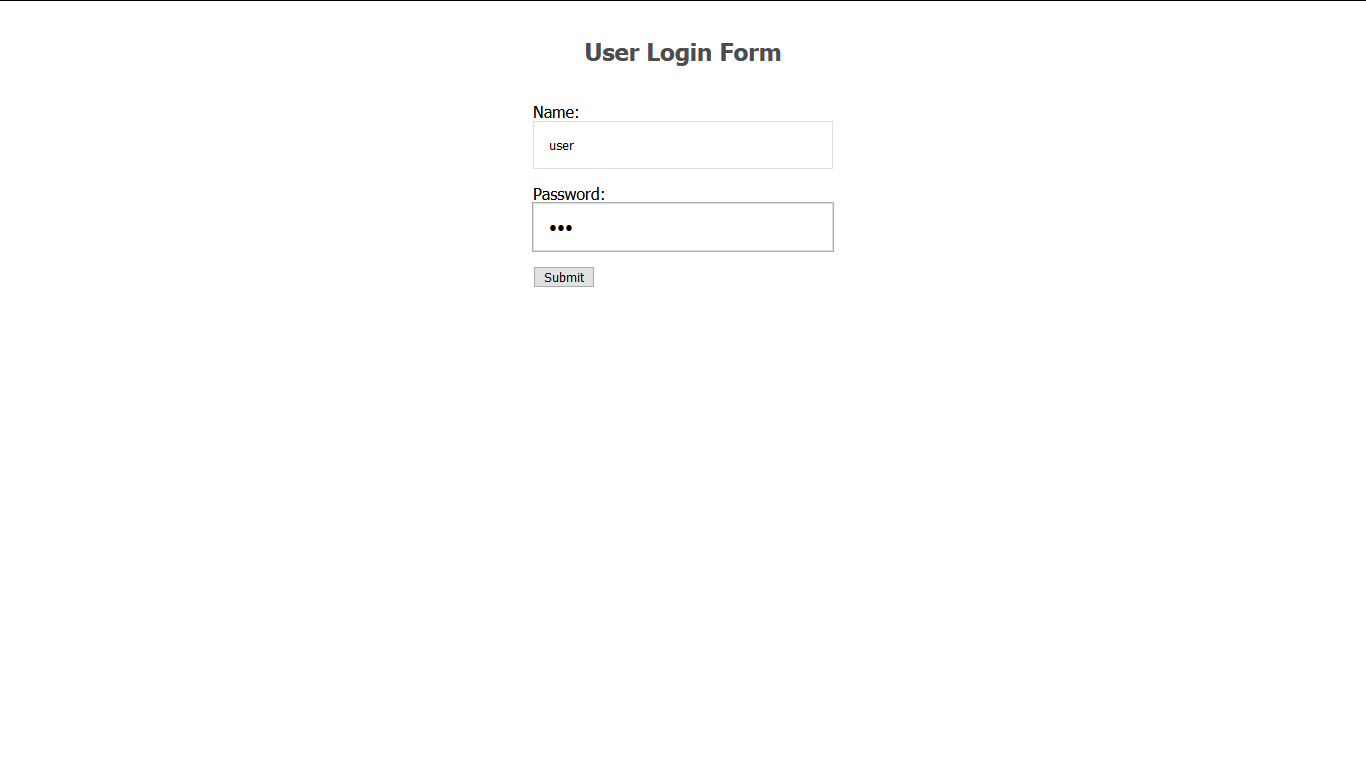 User Login Form
Name:
user
Password:
•••
Submit